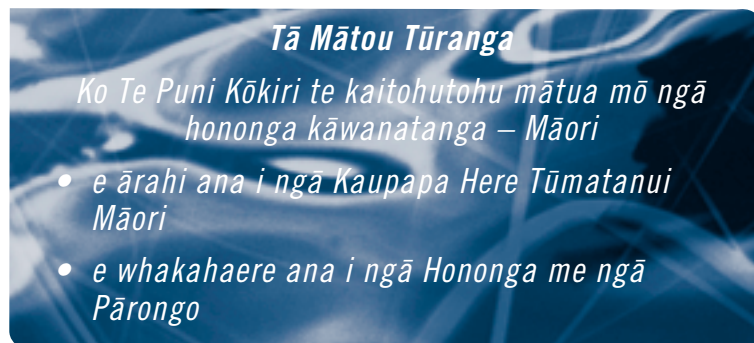 Tā Mātou Tūranga
Ko Te Puni Kōkiri te kaitohutohu mātua mō ngā
hononga kāwanatanga – Māori
• e ārahi ana i ngā Kaupapa Here Tūmatanui
Māori
• e whakahaere ana i ngā Hononga me ngā
Pārongo